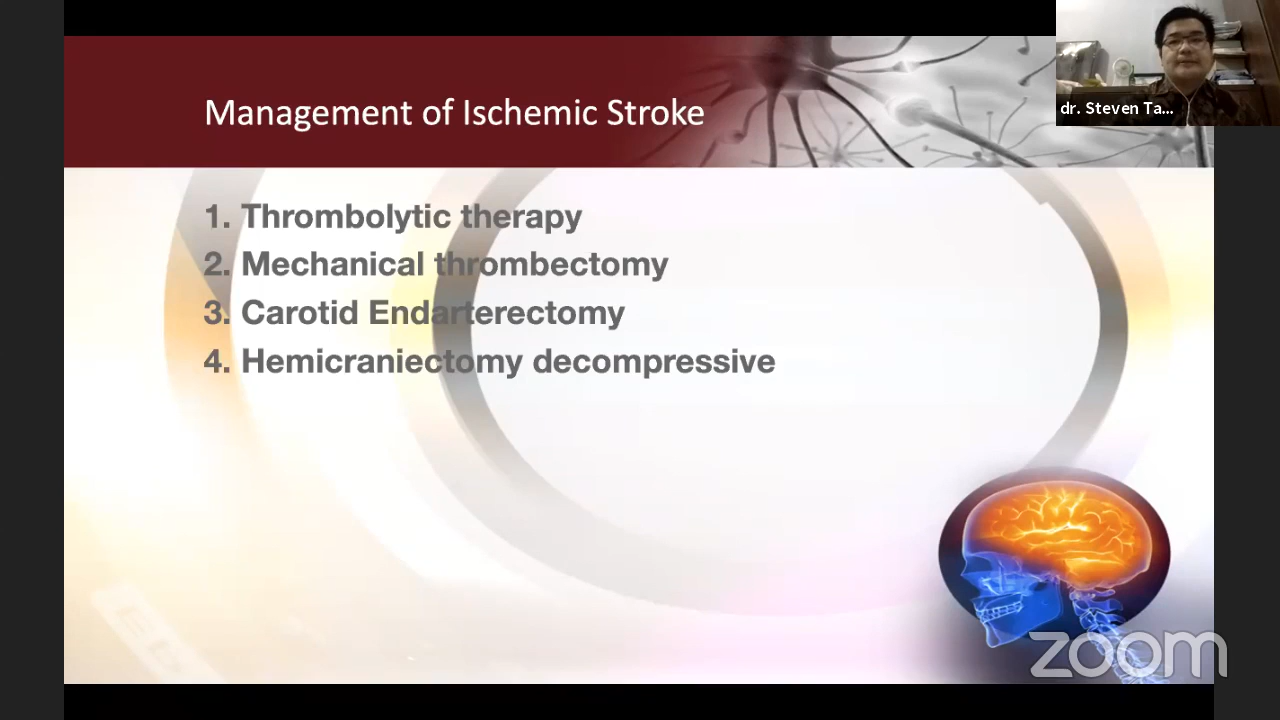 Management of Ischemic Stroke
dr. Steven Ta...
1. Thrombolytic therapy
2. Mechanical thrombectomy
3. Carotid Endarterectomy
4. Hemicraniectomy decompressive
zoom